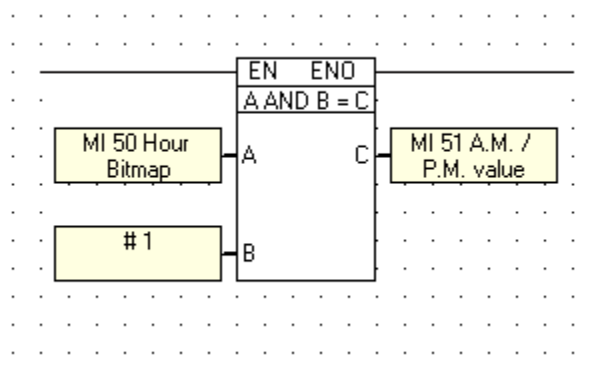 EN ENO
A AND B = C
MI 50 Hour
Bitmap
A
C
MI 51 A.M. /
P.M. value
# 1
B